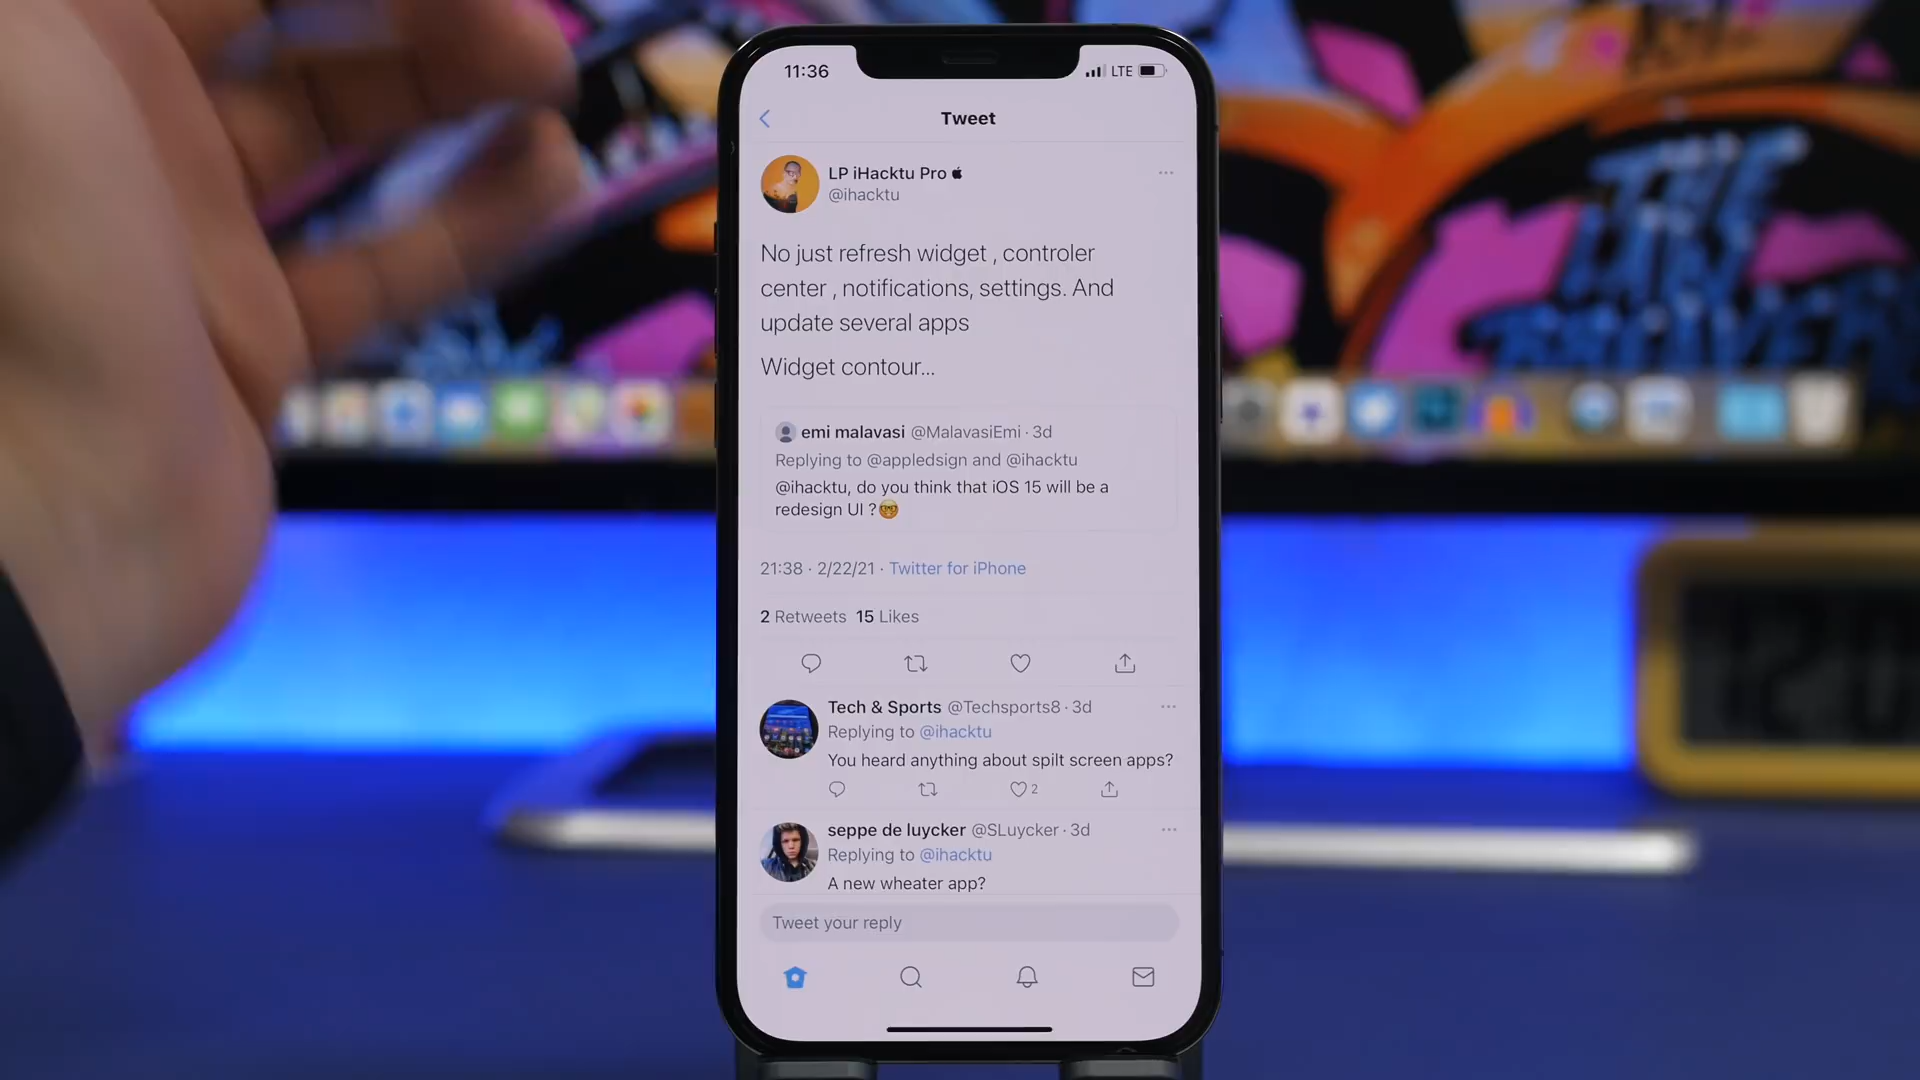 11:36
LTE
Tweet
LP iHacktu Pro
@ihacktu
No just refresh widget , controler
center , notifications, settings. And
update several apps
Widget contour...
emi malavasi @MalavasiEmi · 3d
Replying to @appledsign and @ihacktu
@ihacktu, do you think that iOS 15 will be a
redesign UI ?🤓
21:38 · 2/22/21 · Twitter for iPhone
2 Retweets 15 Likes
Tech & Sports @Techsports8 · 3d
Replying to @ihacktu
You heard anything about spilt screen apps?
2
seppe de luycker @SLuycker · 3d
Replying to @ihacktu
A new wheater app?
Tweet your reply